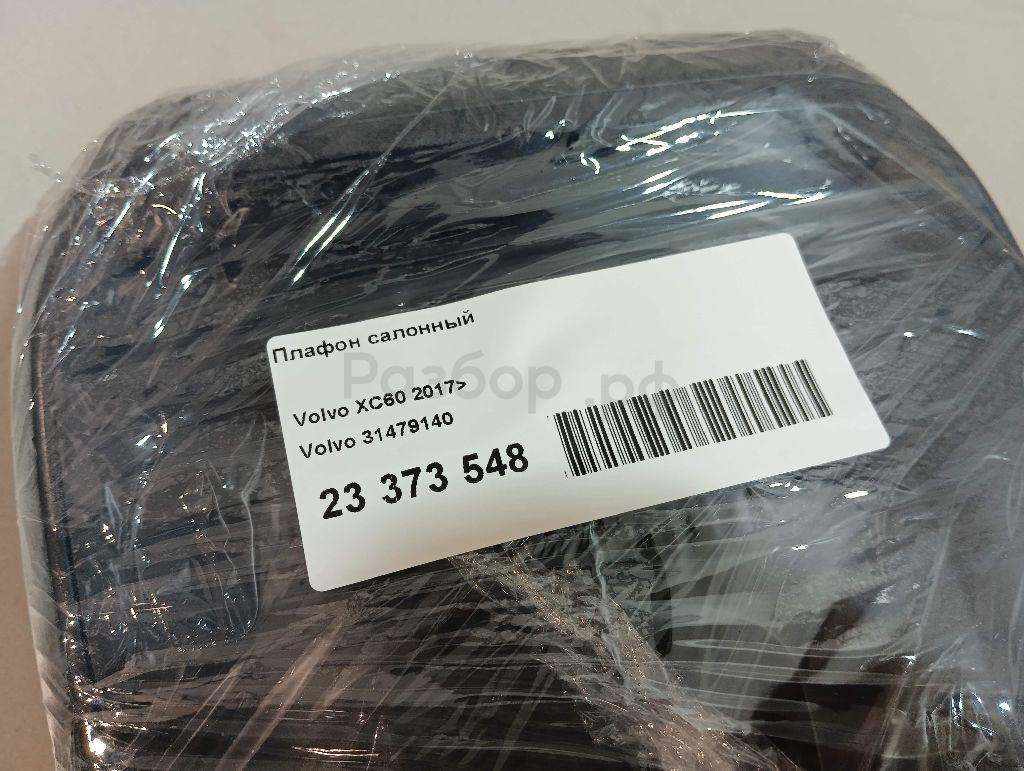 Плафон салонный
Разбор.рф
Volvo XC60 2017>
Volvo 31479140
23 373 548